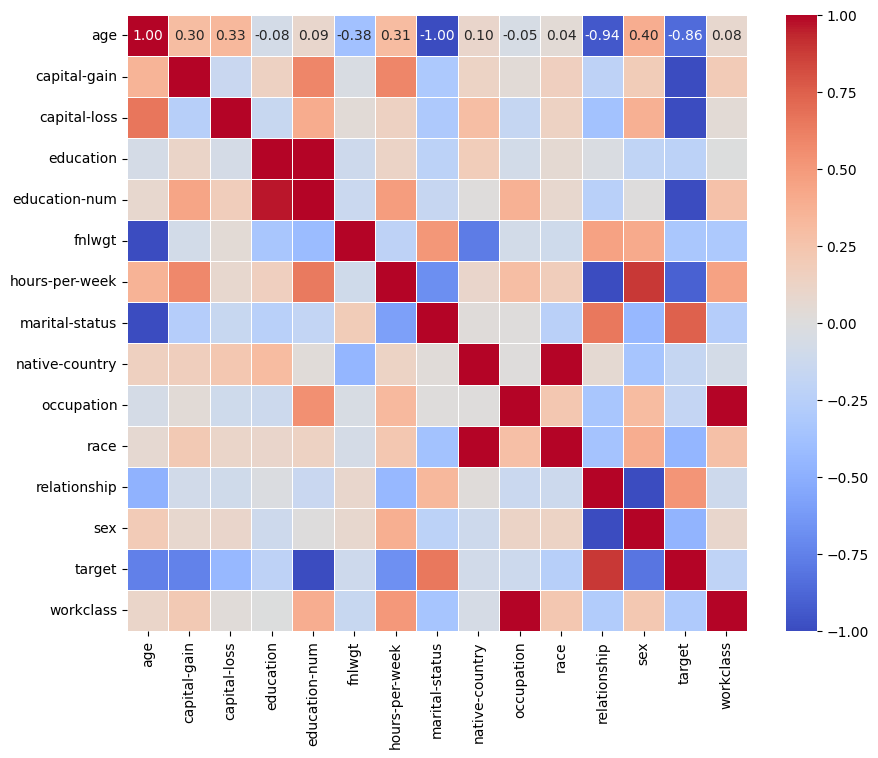 age 1.00 0.30 0.33 -0.08 0.09 -0.38 0.31 -1.00 0.10 -0.05 0.04 -0.94 0.40 -0.86 0.08
capital-gain
capital-loss
education
education-num
fnlwgt
hours-per-week
marital-status
native-country
occupation
race
relationship
sex
target
workclass
age
capital-gain
capital-loss
education
education-num
fnlwgt
hours-per-week
marital-status
native-country
occupation
race
relationship
sex
target
workclass
1.00
0.75
0.50
0.25
0.00
−0.25
−0.50
−0.75
−1.00